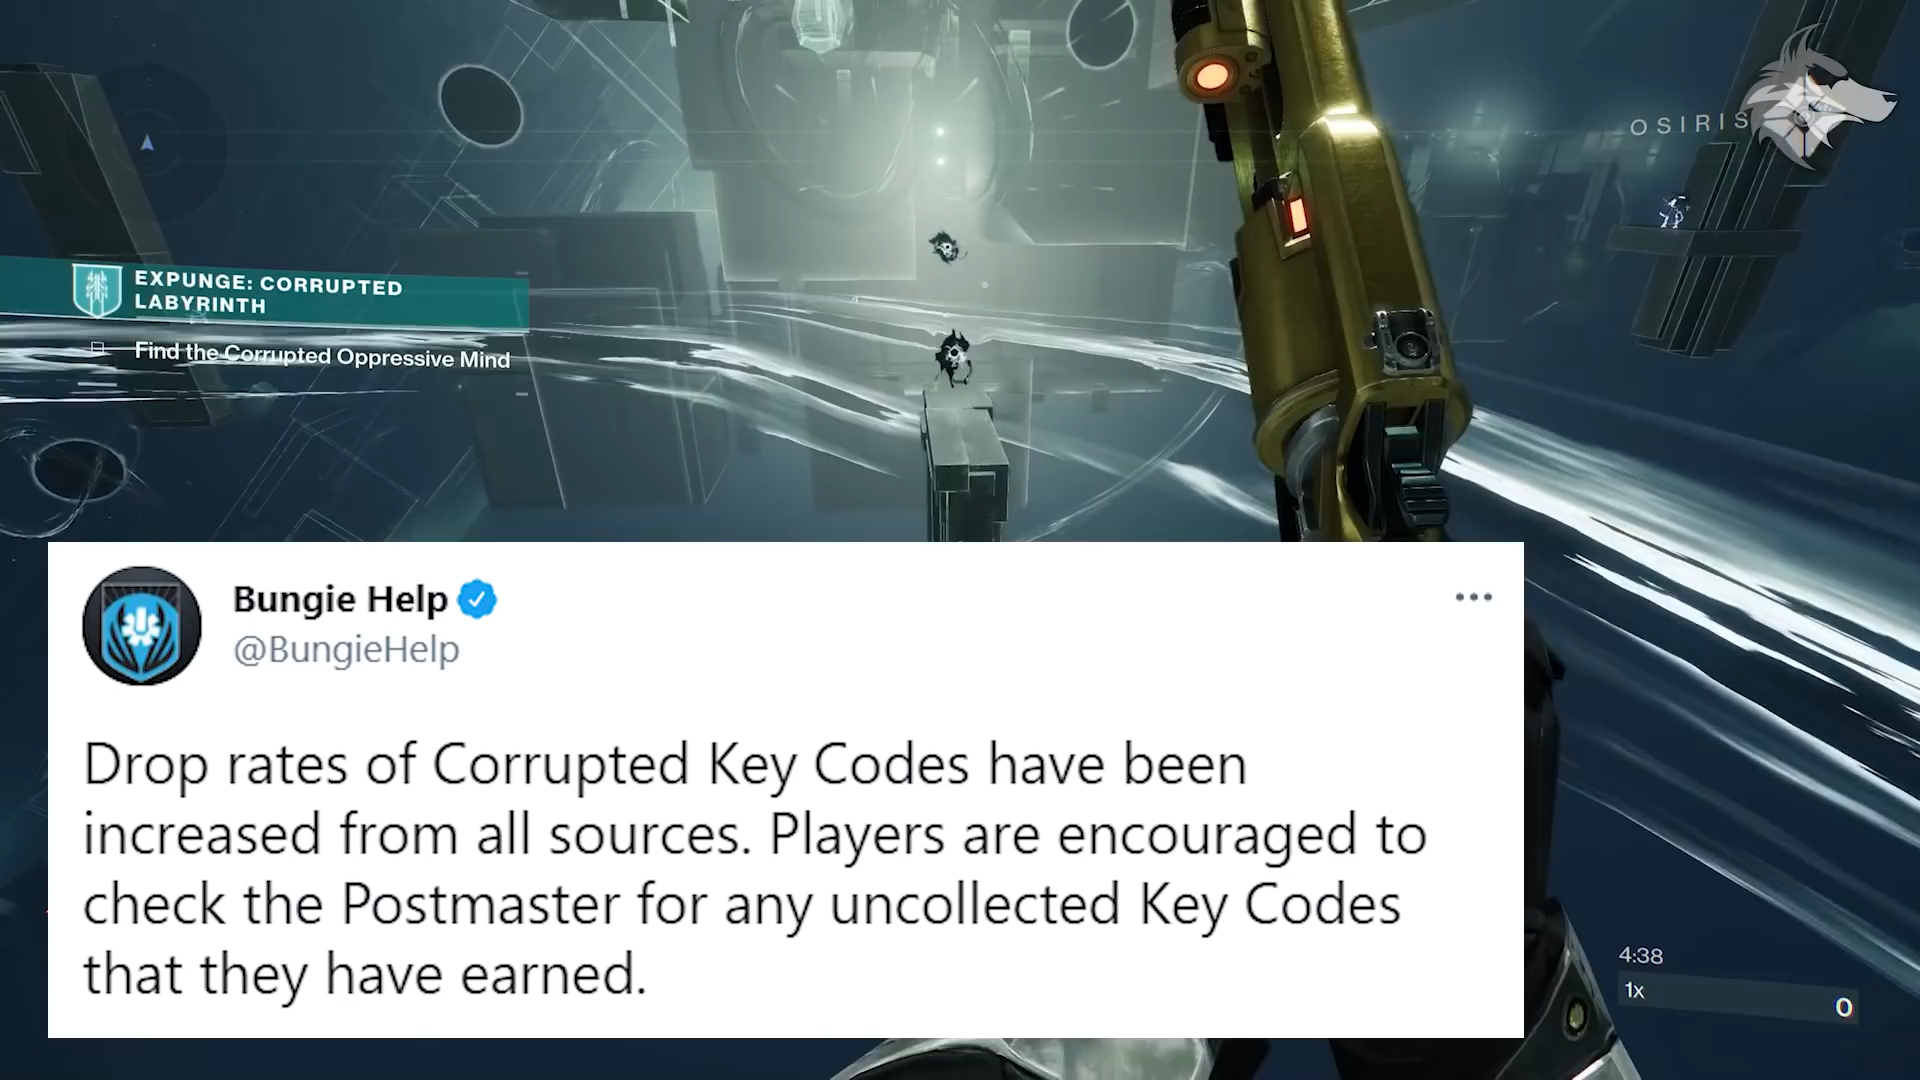 OSIRIS
EXPUNGE: CORRUPTED
LABYRINTH
Find the Corrupted Oppressive Mind
Bungie Help
@BungieHelp
Drop rates of Corrupted Key Codes have been
increased from all sources. Players are encouraged to
check the Postmaster for any uncollected Key Codes
that they have earned.
4:38
1x
0